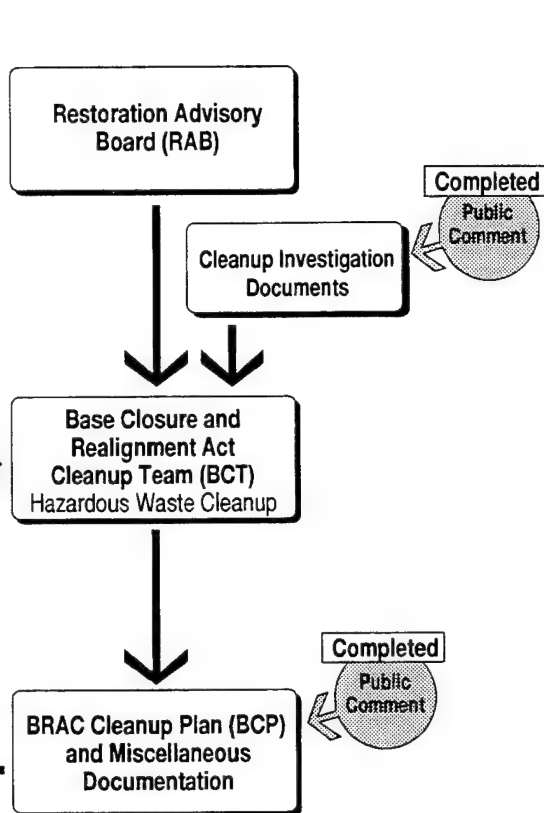 Restoration Advisory
Board (RAB)
Completed
Public
Comment
Cleanup Investigation
Documents
Base Closure and
Realignment Act
Cleanup Team (BCT)
Hazardous Waste Cleanup
Completed
Public
Comment
BRAC Cleanup Plan (BCP)
and Miscellaneous
Documentation